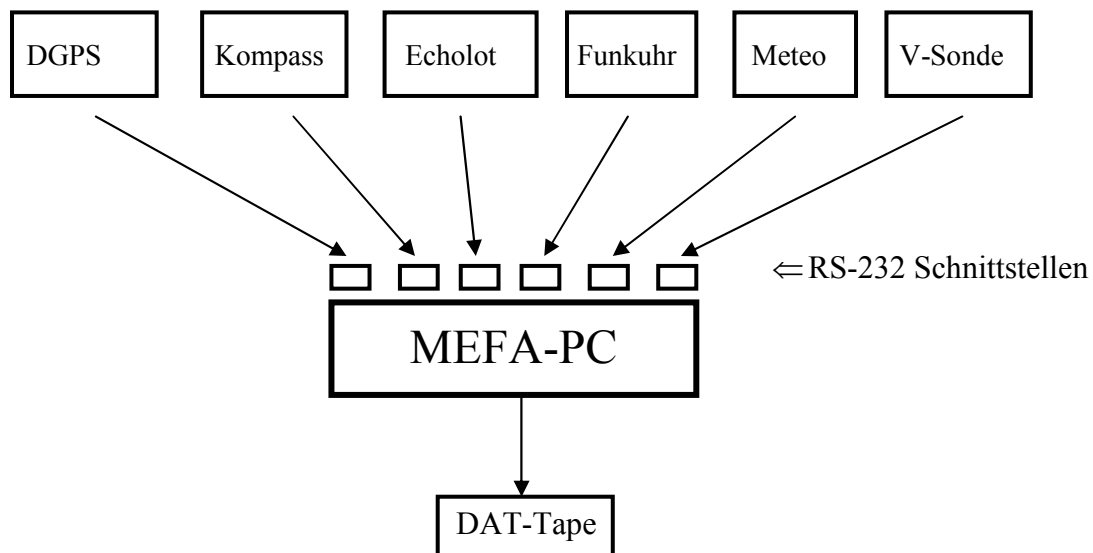 DGPS
Kompass
Echolot
Funkuhr
Meteo
V-Sonde
⇐ RS-232 Schnittstellen
MEFA-PC
DAT-Tape